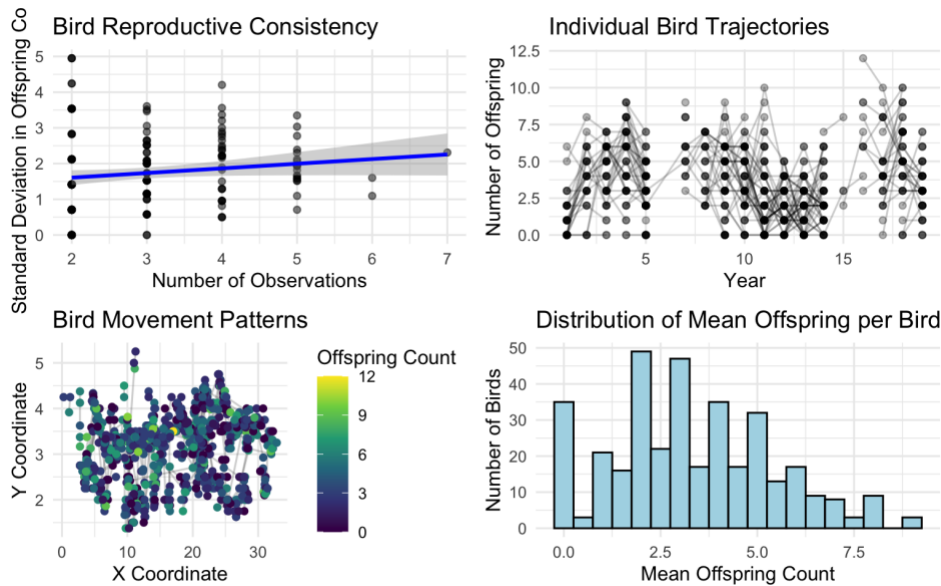 Bird Reproductive Consistency
Standard Deviation in Offspring Co
5
4
3
2
1
0
2 3 4 5 6 7
Number of Observations
Individual Bird Trajectories
Number of Offspring
12.5
10.0
7.5
5.0
2.5
0.0
5 10 15
Year
Bird Movement Patterns
Y Coordinate
5
4
3
2
0 10 20 30
X Coordinate
Offspring Count
12
9
6
3
0
Distribution of Mean Offspring per Bird
Number of Birds
50
40
30
20
10
0
0.0 2.5 5.0 7.5
Mean Offspring Count